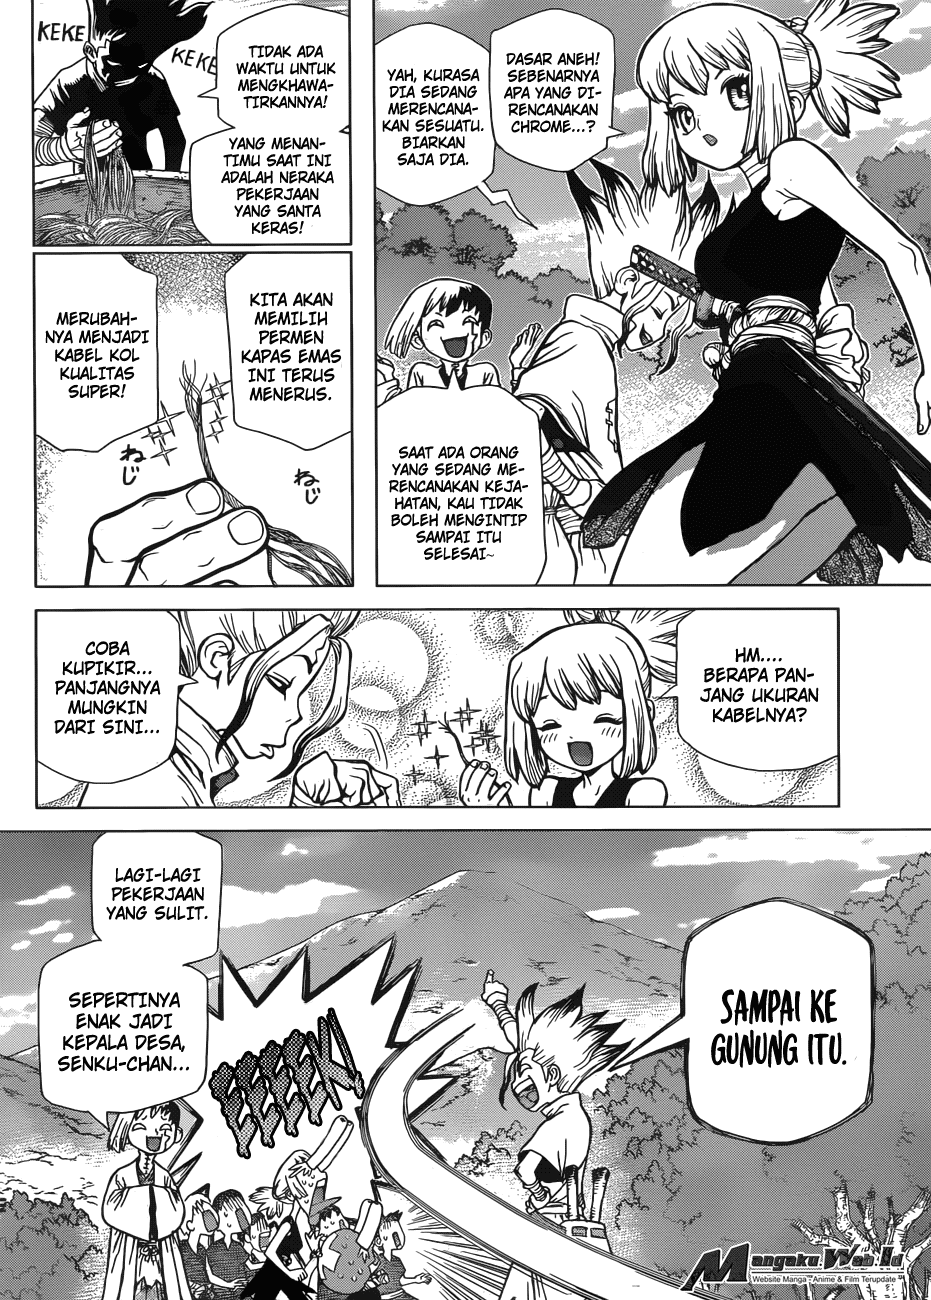 DASAR ANEH!
SEBENARNYA
APA YANG DI-
RENCANAKAN
CHROME...?
YAH, KURASA
DIA SEDANG
MERENCANA-
KAN SESUATU.
BIARKAN
SAJA DIA.
SAAT ADA ORANG
YANG SEDANG ME-
RENCANAKAN KEJA-
HATAN, KAU TIDAK
BOLEH MENGINTIP
SAMPAI ITU
SELESAI~
KEKE
KEKE
TIDAK ADA
WAKTU UNTUK
MENGKHAWA-
TIRKANNYA!
YANG MENAN-
TIMU SAAT INI
ADALAH NERAKA
PEKERJAAN
YANG SANTA
KERAS!
KITA AKAN
MEMILIH
PERMEN
KAPAS EMAS
INI TERUS
MENERUS.
MERUBAH-
NYA MENJADI
KABEL KOL
KUALITAS
SUPER!
ねじ
ねじ
HM....
BERAPA PAN-
JANG UKURAN
KABELNYA?
COBA
KUPIKIR...
PANJANGNYA
MUNGKIN
DARI SINI...
SAMPAI KE
GUNUNG ITU.
EEEEEK!
LAGI-LAGI
PEKERJAAN
YANG SULIT.
SEPERTINYA
ENAK JADI
KEPALA DESA,
SENKU-CHAN...
Mangaku.Web.Id
Website Manga - Anime & Film Terupdate